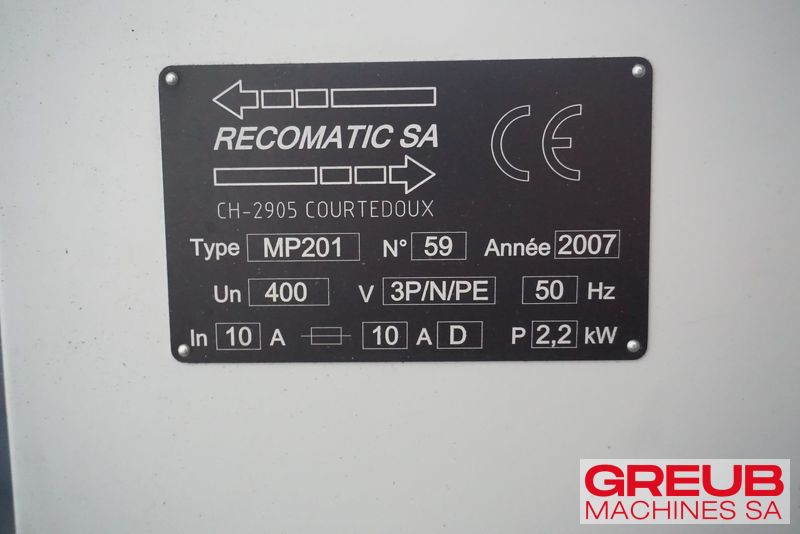 RECOMATIC SA
CE
CH-2905 COURTEDOUX
Type MP201 N° 59 Année 2007
Un 400 V 3P/N/PE 50 Hz
In 10 A 10 A D P 2,2 kW
GREUB
MACHINES SA